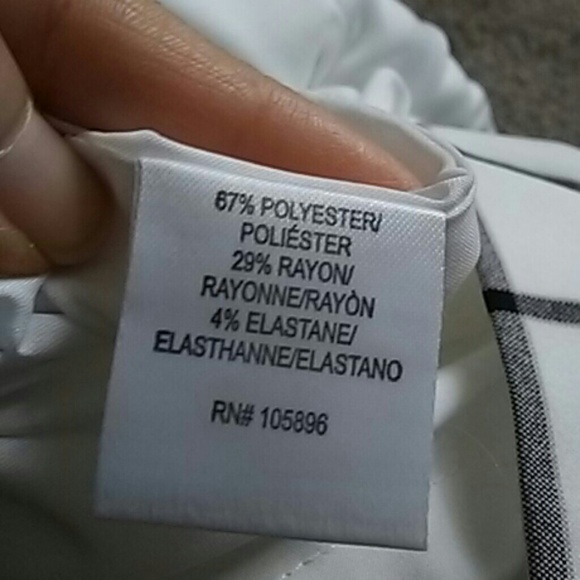 67% POLYESTER/
POLIÉSTER
29% RAYON/
RAYONNE/RAYÒN
4% ELASTANE/
ELASTHANNE/ELASTANO
RN# 105896